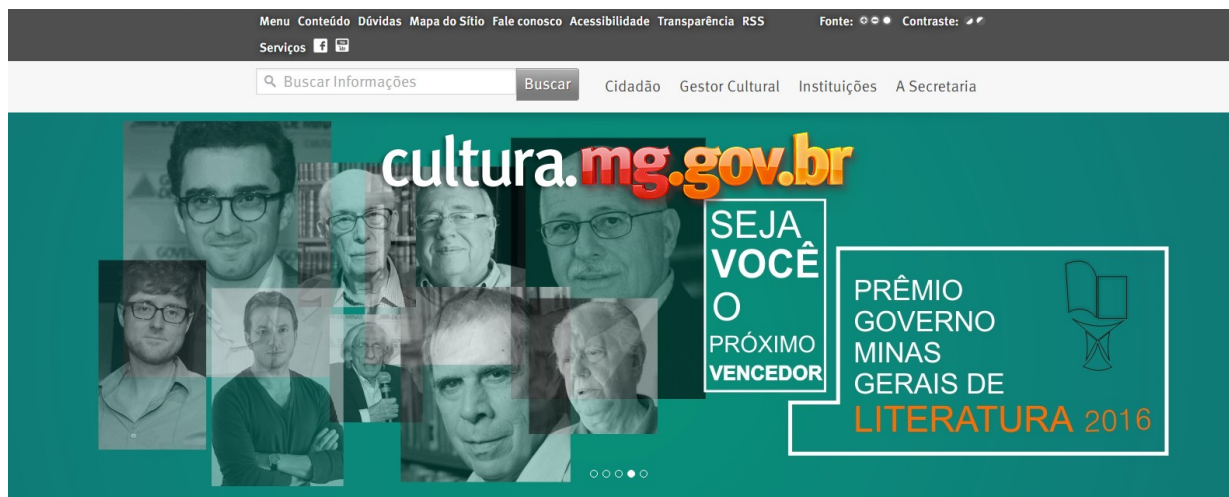 Menu Conteúdo Dúvidas Mapa do Sítio Fale conosco Acessibilidade Transparência RSS Fonte: Contraste:
Serviços
Buscar Informações Buscar Cidadão Gestor Cultural Instituições A Secretaria
cultura.mg.gov.br
SEJA
VOCÊ
O
PRÓXIMO
VENCEDOR
PRÊMIO
GOVERNO
MINAS
GERAIS DE
LITERATURA 2016